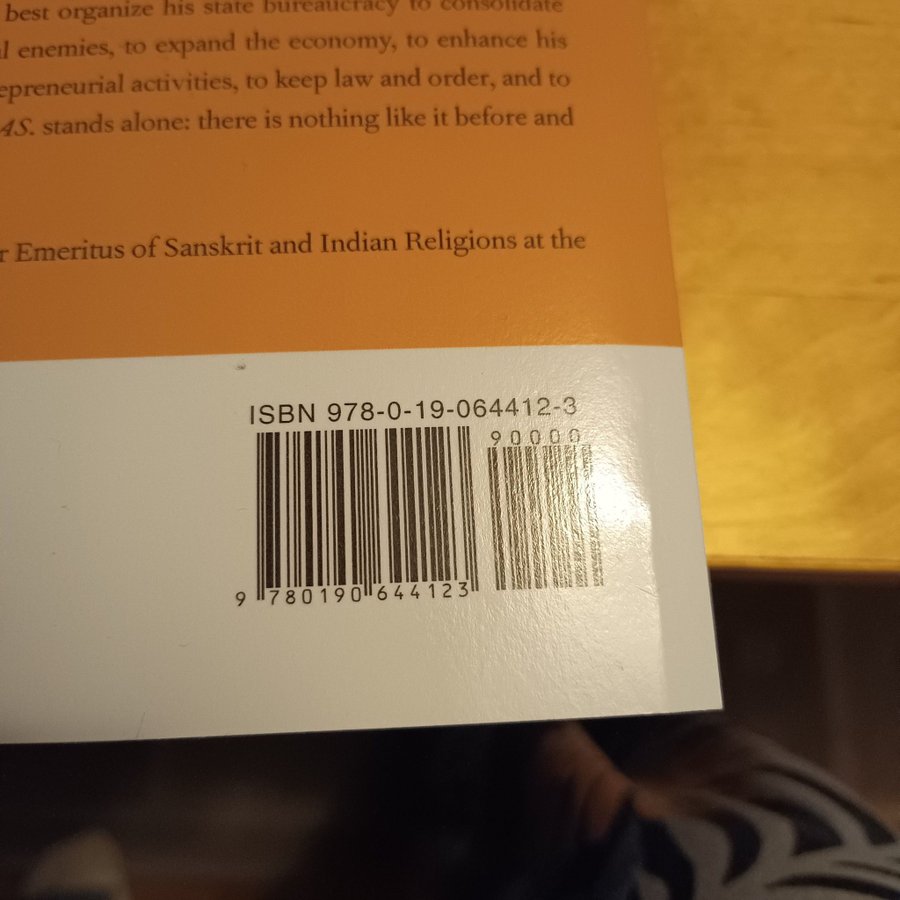 best organize his state bureaucracy to consolidate
enemies, to expand the economy, to enhance his
epreneurial activities, to keep law and order, and to
AS. stands alone: there is nothing like it before and
r Emeritus of Sanskrit and Indian Religions at the
ISBN 978-0-19-064412-3
90000
9 780190 644123